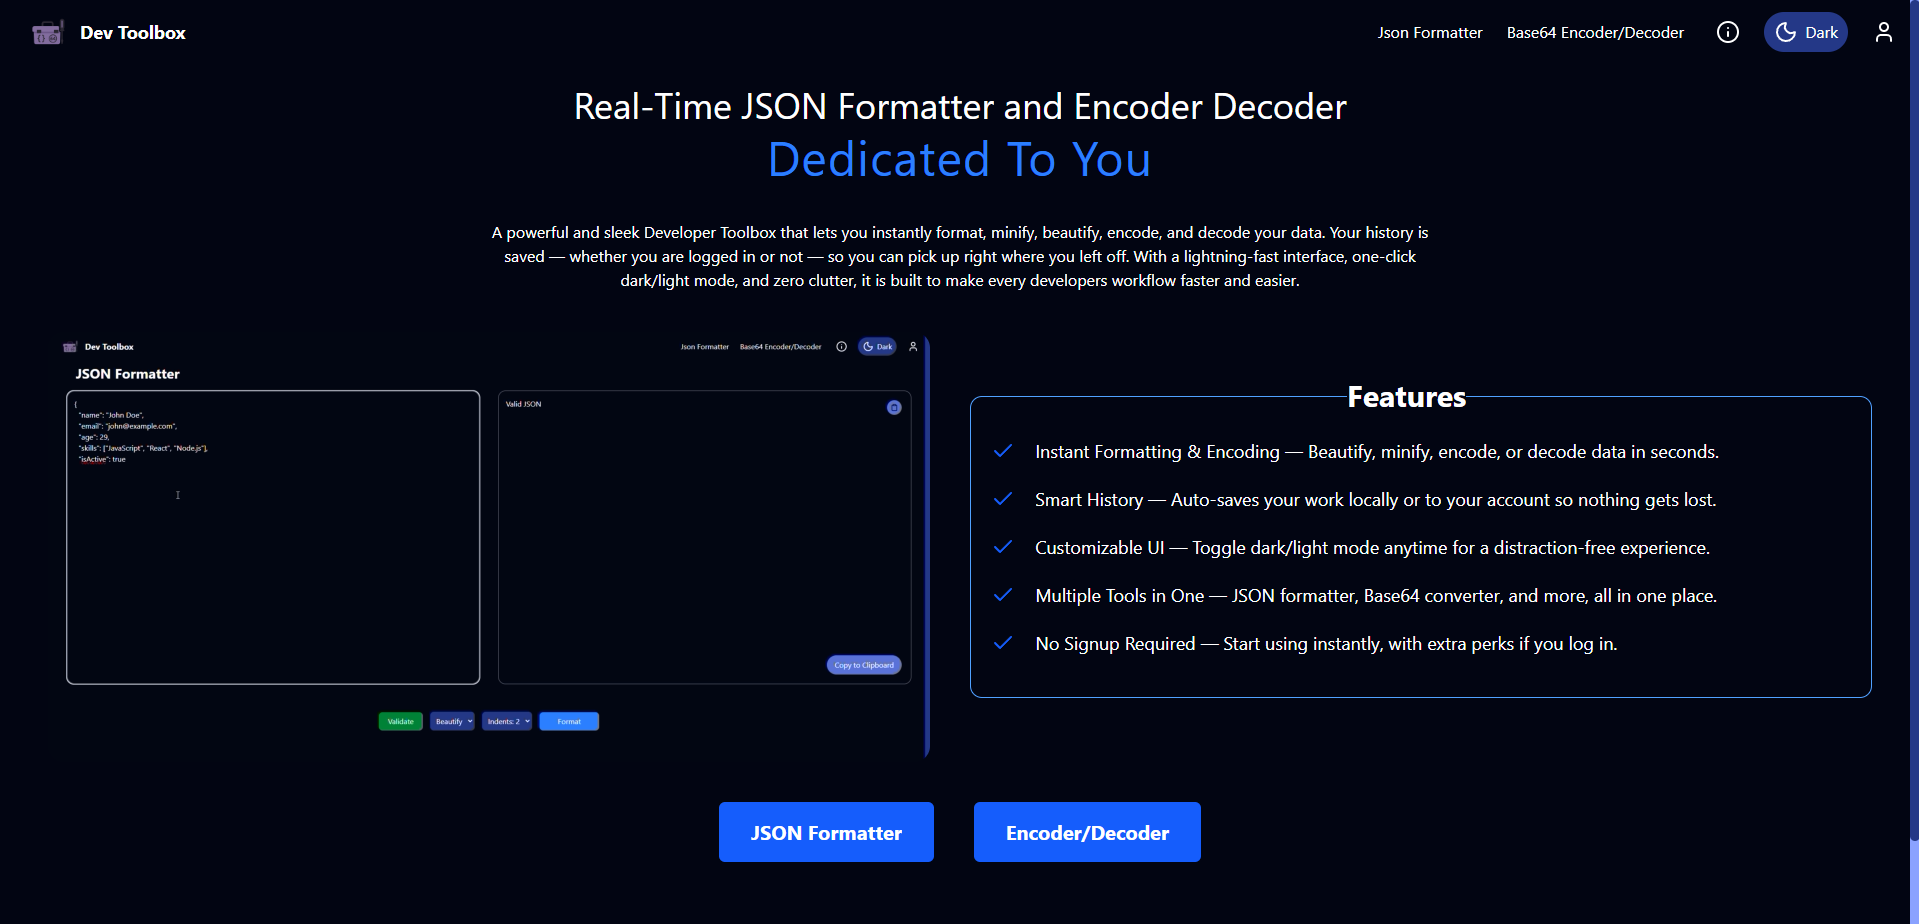 Dev Toolbox
Json Formatter
Base64 Encoder/Decoder
Dark
Real-Time JSON Formatter and Encoder Decoder
Dedicated To You
A powerful and sleek Developer Toolbox that lets you instantly format, minify, beautify, encode, and decode your data. Your history is
saved — whether you are logged in or not — so you can pick up right where you left off. With a lightning-fast interface, one-click
dark/light mode, and zero clutter, it is built to make every developers workflow faster and easier.
Dev Toolbox
Json Formatter
Base64 Encoder/Decoder
Dark
JSON Formatter
{
"name": "John Doe",
"email": "john@example.com",
"age": 29,
"skills": ["JavaScript", "React", "Node.js"],
"isActive": true
Valid JSON
Copy to Clipboard
Validate
Beautify
Indents: 2
Format
Features
Instant Formatting & Encoding — Beautify, minify, encode, or decode data in seconds.
Smart History — Auto-saves your work locally or to your account so nothing gets lost.
Customizable UI — Toggle dark/light mode anytime for a distraction-free experience.
Multiple Tools in One — JSON formatter, Base64 converter, and more, all in one place.
No Signup Required — Start using instantly, with extra perks if you log in.
JSON Formatter
Encoder/Decoder